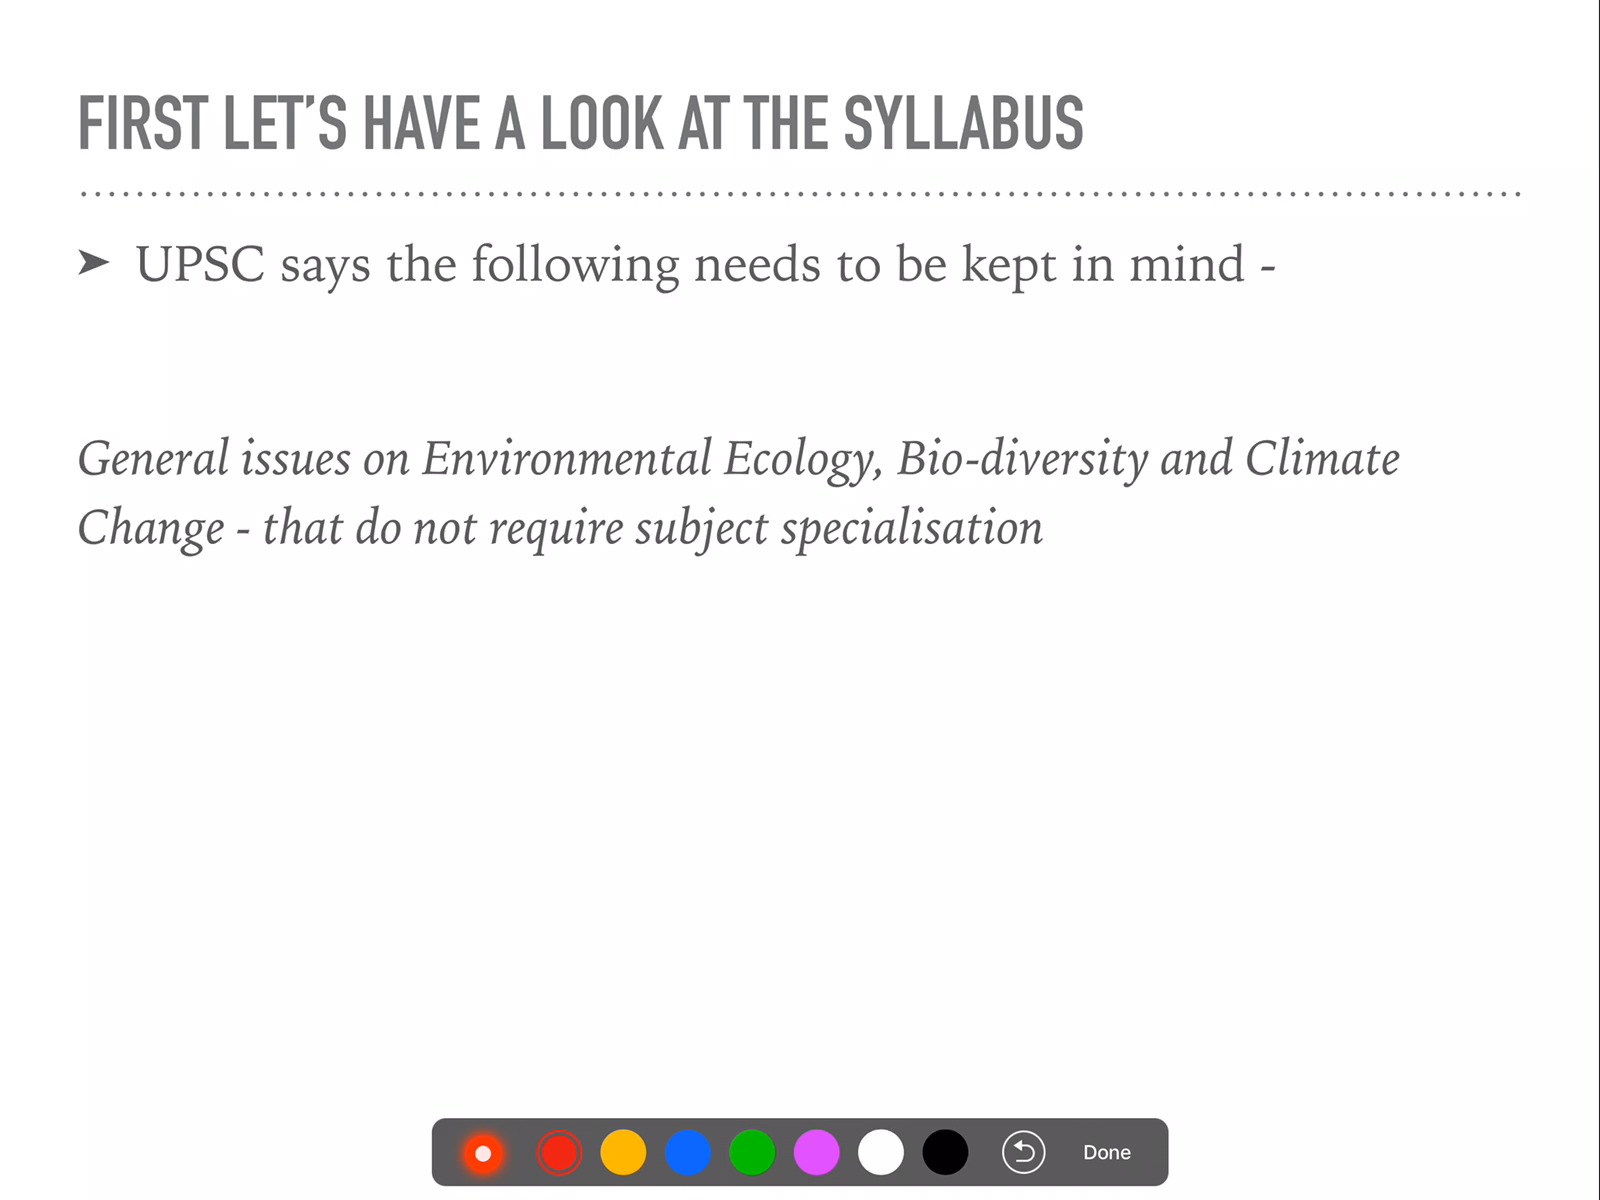 FIRST LET’S HAVE A LOOK AT THE SYLLABUS
➤ UPSC says the following needs to be kept in mind -
General issues on Environmental Ecology, Bio-diversity and Climate
Change - that do not require subject specialisation
Done